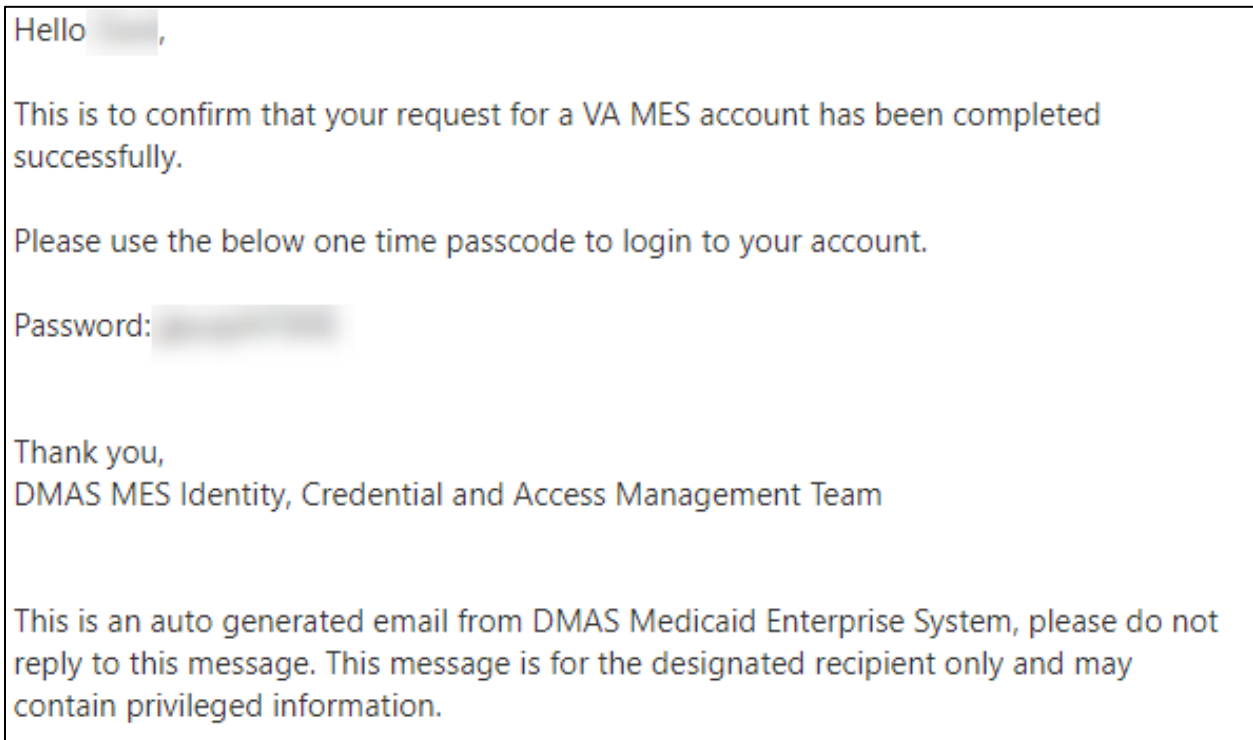 Hello ,
This is to confirm that your request for a VA MES account has been completed
successfully.
Please use the below one time passcode to login to your account.
Password:
Thank you,
DMAS MES Identity, Credential and Access Management Team
This is an auto generated email from DMAS Medicaid Enterprise System, please do not
reply to this message. This message is for the designated recipient only and may
contain privileged information.